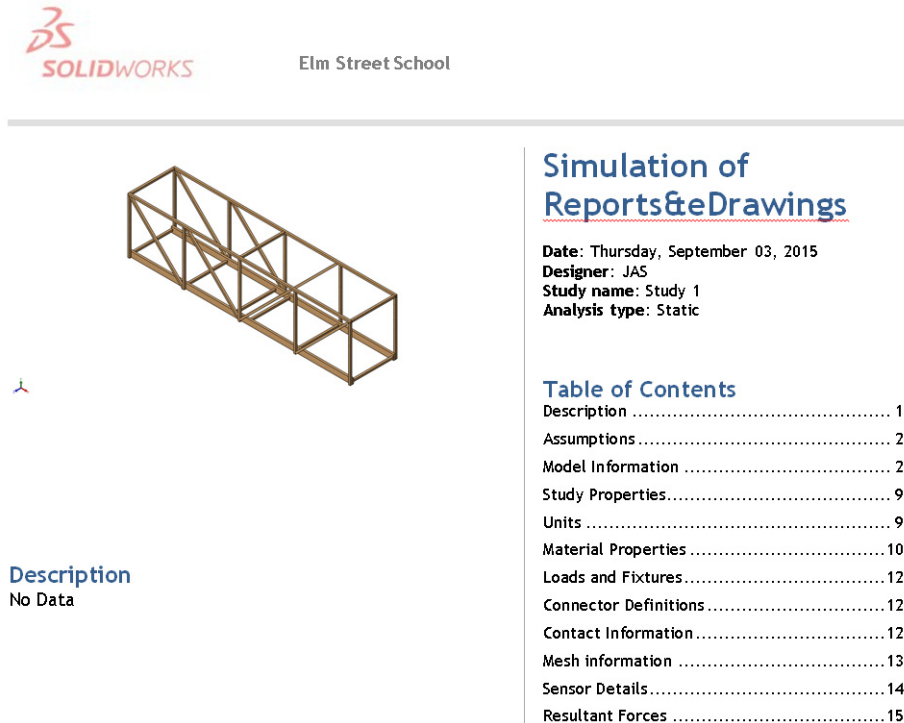 SOLIDWORKS
Elm Street School
Simulation of
Reports&eDrawings
Date: Thursday, September 03, 2015
Designer: JAS
Study name: Study 1
Analysis type: Static
Table of Contents
Description ............................................. 1
Assumptions ............................................ 2
Model Information .................................... 2
Study Properties....................................... 9
Units ..................................................... 9
Material Properties .................................. 10
Loads and Fixtures................................... 12
Connector Definitions ............................... 12
Contact Information ................................. 12
Mesh information .................................... 13
Sensor Details......................................... 14
Resultant Forces ..................................... 15
Description
No Data